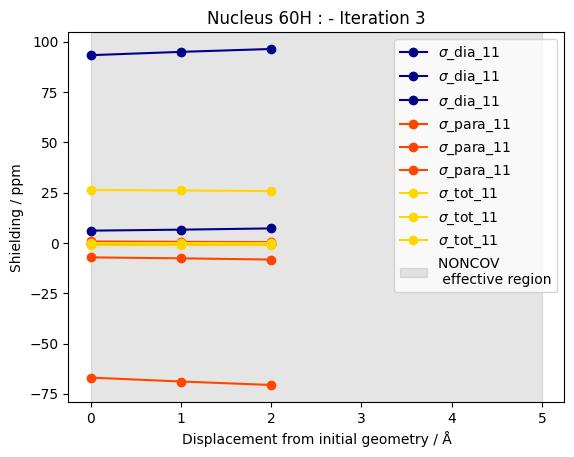 Nucleus 60H : - Iteration 3
100
75
50
25
0
−25
−50
−75
Shielding / ppm
σ_dia_11
σ_dia_11
σ_dia_11
σ_para_11
σ_para_11
σ_para_11
σ_tot_11
σ_tot_11
σ_tot_11
NONCOV
effective region
0 1 2 3 4 5
Displacement from initial geometry / Å